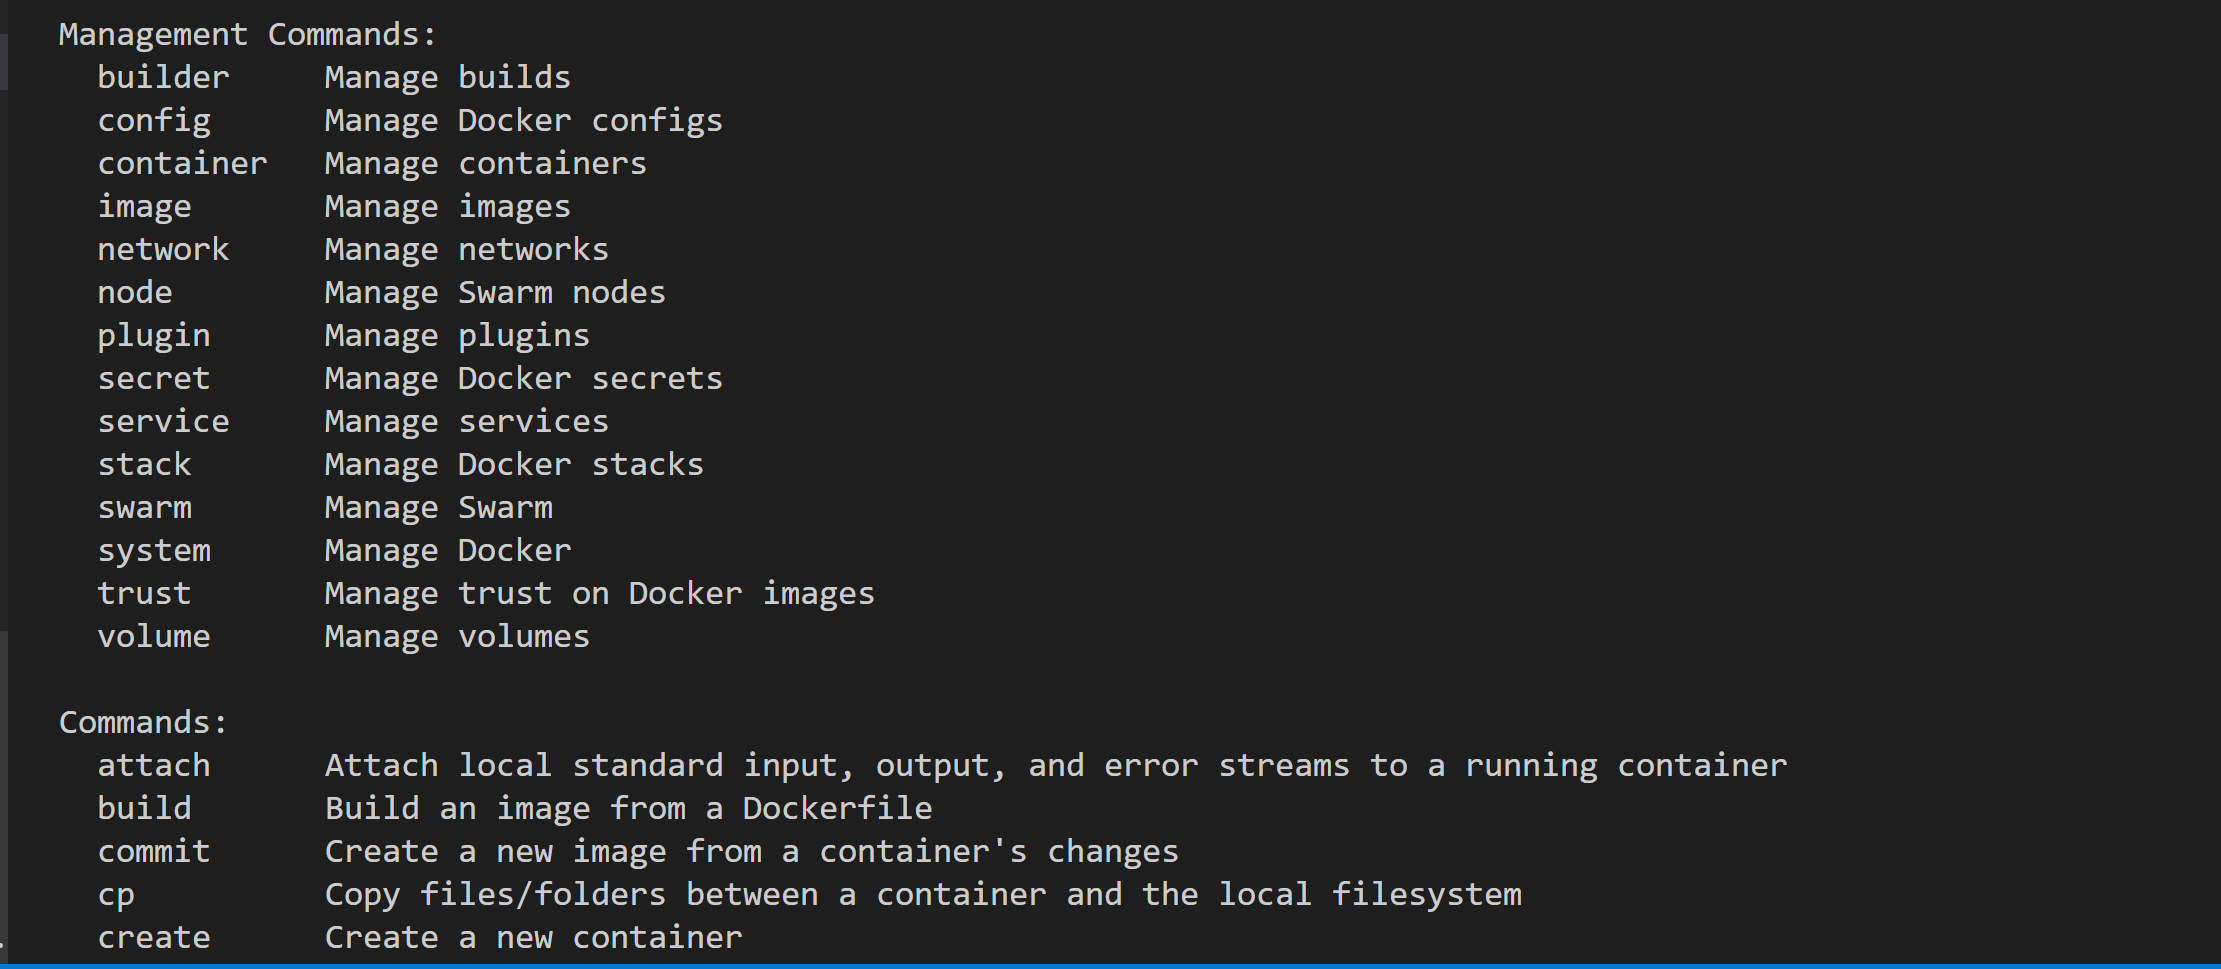 Management Commands:
  builder     Manage builds
  config      Manage Docker configs
  container   Manage containers
  image       Manage images
  network     Manage networks
  node        Manage Swarm nodes
  plugin      Manage plugins
  secret      Manage Docker secrets
  service     Manage services
  stack       Manage Docker stacks
  swarm       Manage Swarm
  system      Manage Docker
  trust       Manage trust on Docker images
  volume      Manage volumes

Commands:
  attach      Attach local standard input, output, and error streams to a running container
  build       Build an image from a Dockerfile
  commit      Create a new image from a container's changes
  cp          Copy files/folders between a container and the local filesystem
  create      Create a new container